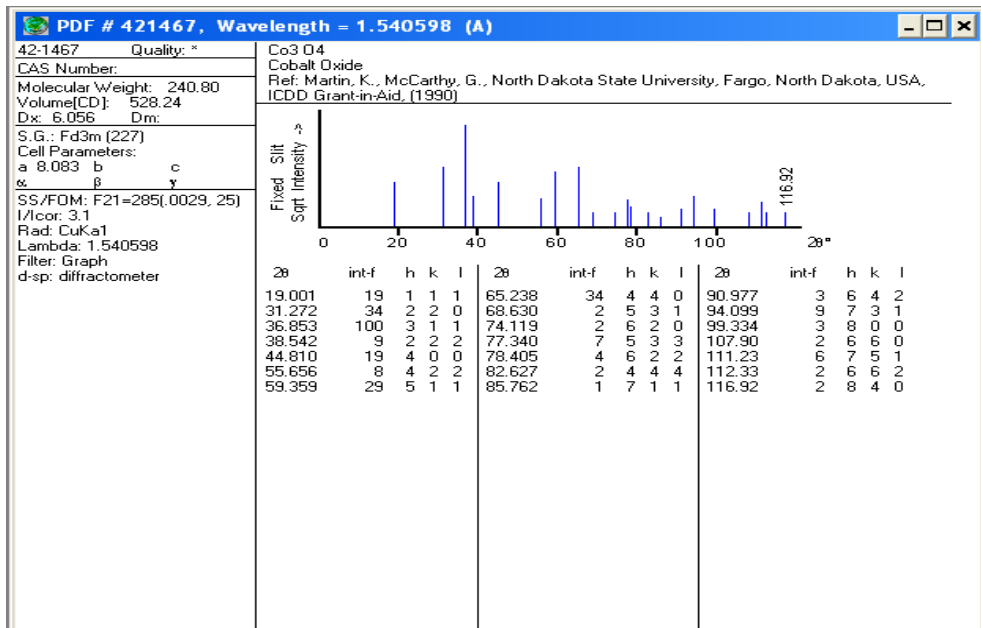 PDF # 421467, Wavelength = 1.540598 (A)
42-1467 Quality: *
CAS Number:
Molecular Weight: 240.80
Volume[CD]: 528.24
Dx: 6.056 Dm:
S.G.: Fd3m (227)
Cell Parameters:
a 8.083 b c
α β γ
SS/FOM: F21=285(.0029, 25)
I/Icor: 3.1
Rad: CuKa1
Lambda: 1.540598
Filter: Graph
d-sp: diffractometer
Co3 O4
Cobalt Oxide
Ref: Martin, K., McCarthy, G., North Dakota State University, Fargo, North Dakota, USA,
ICDD Grant-in-Aid, (1990)
Fixed Slit
Sqrt Intensity ->
116.92
0 20 40 60 80 100 2θ°
2θ int-f h k l 2θ int-f h k l 2θ int-f h k l
19.001 19 1 1 1 65.238 34 4 4 0 90.977 3 6 4 2
31.272 34 2 2 0 68.630 2 5 3 1 94.099 9 7 3 1
36.853 100 3 1 1 74.119 2 6 2 0 99.334 3 8 0 0
38.542 9 2 2 2 77.340 7 5 3 3 107.90 2 6 6 0
44.810 19 4 0 0 78.405 4 6 2 2 111.23 6 7 5 1
55.656 8 4 2 2 82.627 2 4 4 4 112.33 2 6 6 2
59.359 29 5 1 1 85.762 1 7 1 1 116.92 2 8 4 0